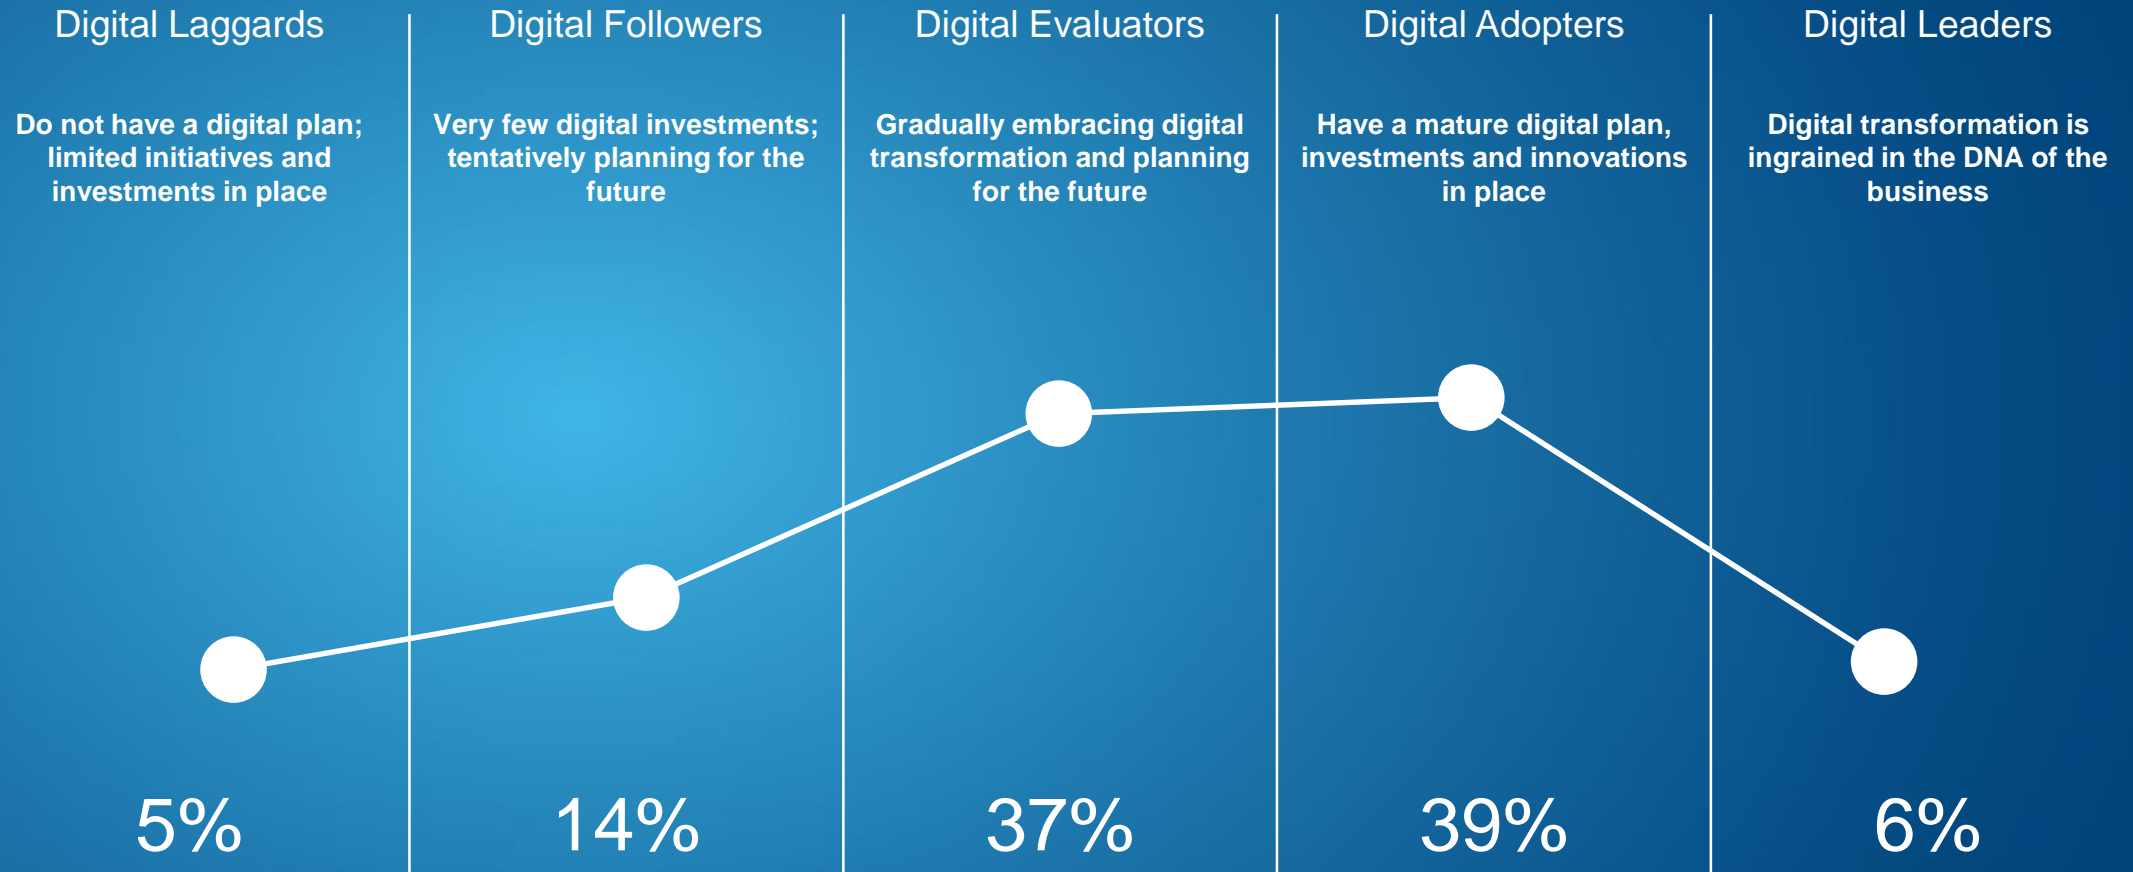 Digital Laggards
Do not have a digital plan;
limited initiatives and
investments in place
5%
Digital Followers
Very few digital investments;
tentatively planning for the
future
14%
Digital Evaluators
Gradually embracing digital
transformation and planning
for the future
37%
Digital Adopters
Have a mature digital plan,
investments and innovations
in place
39%
Digital Leaders
Digital transformation is
ingrained in the DNA of the
business
6%